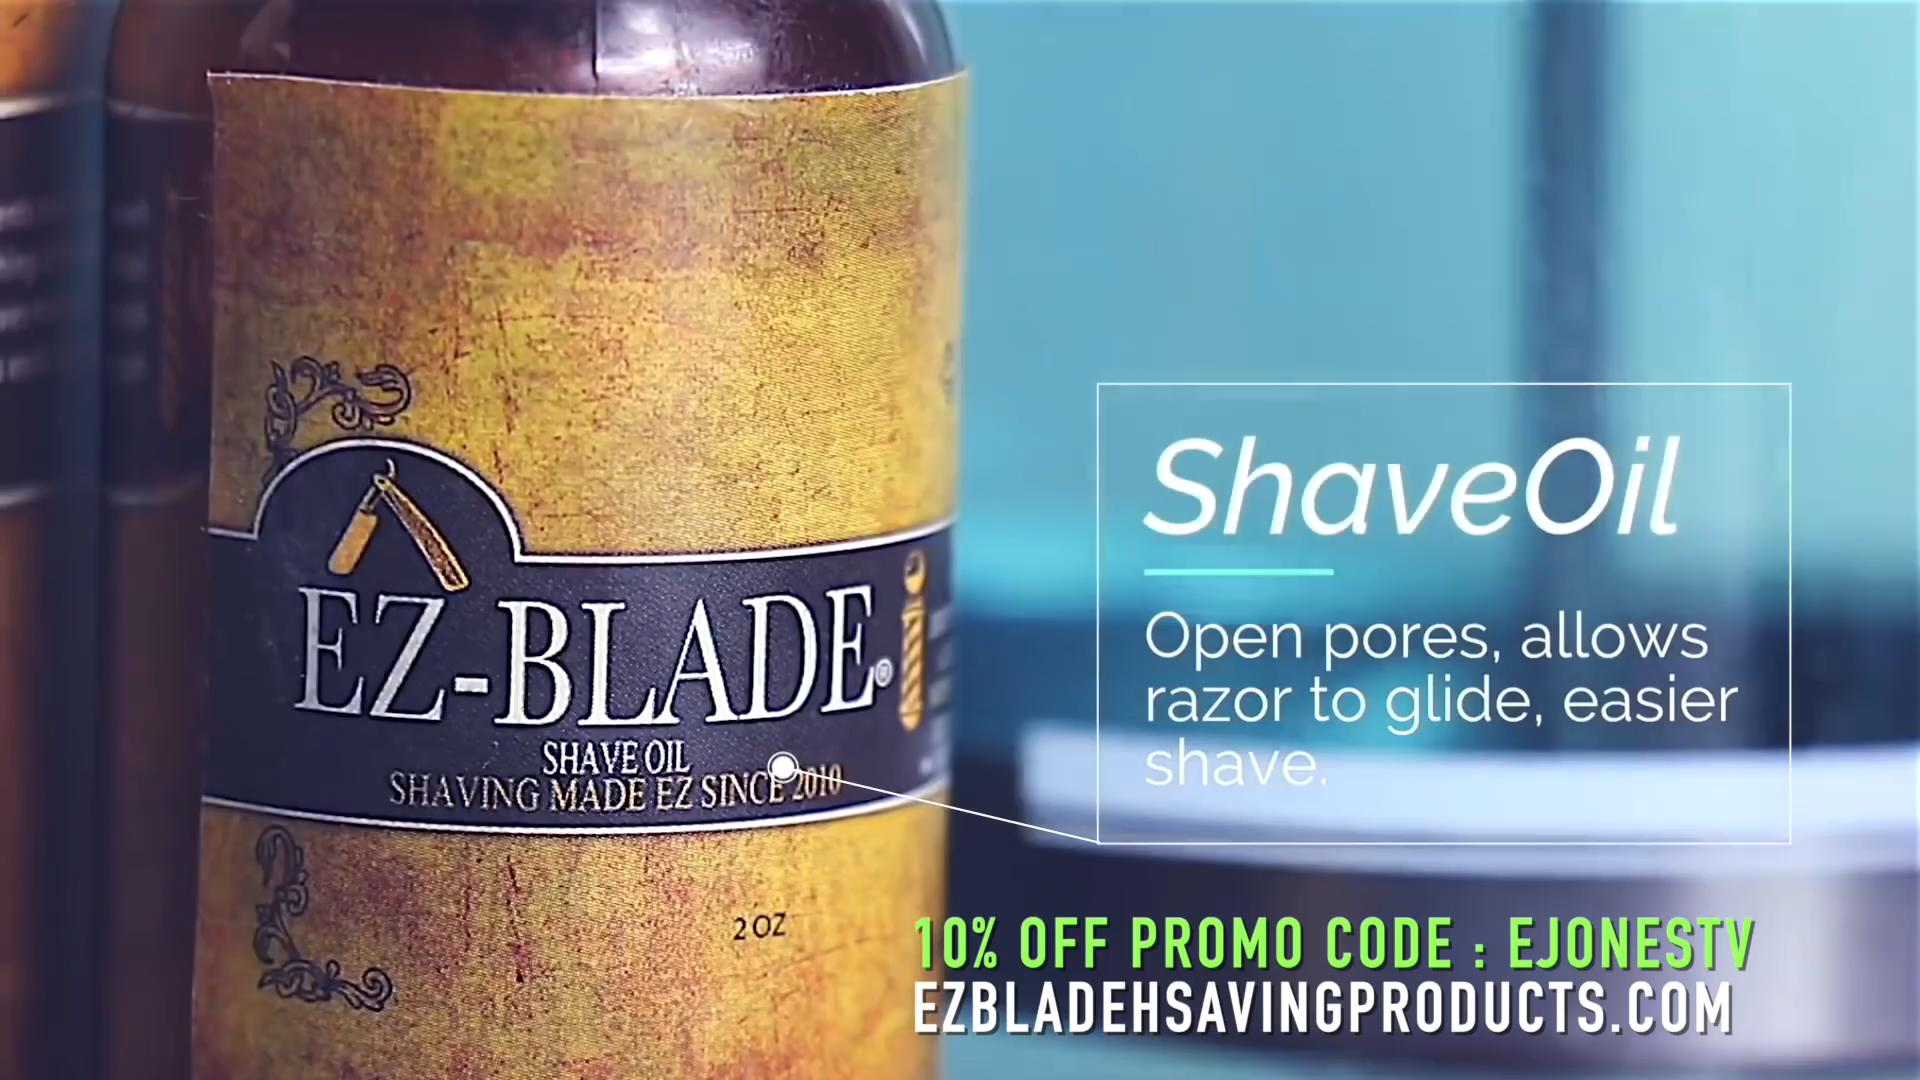 EZ-BLADE®
SHAVE OIL
SHAVING MADE EZ SINCE 2010
2 OZ
ShaveOil
Open pores, allows
razor to glide, easier
shave.
10% OFF PROMO CODE : EJONESTV
EZBLADEHSAVINGPRODUCTS.COM